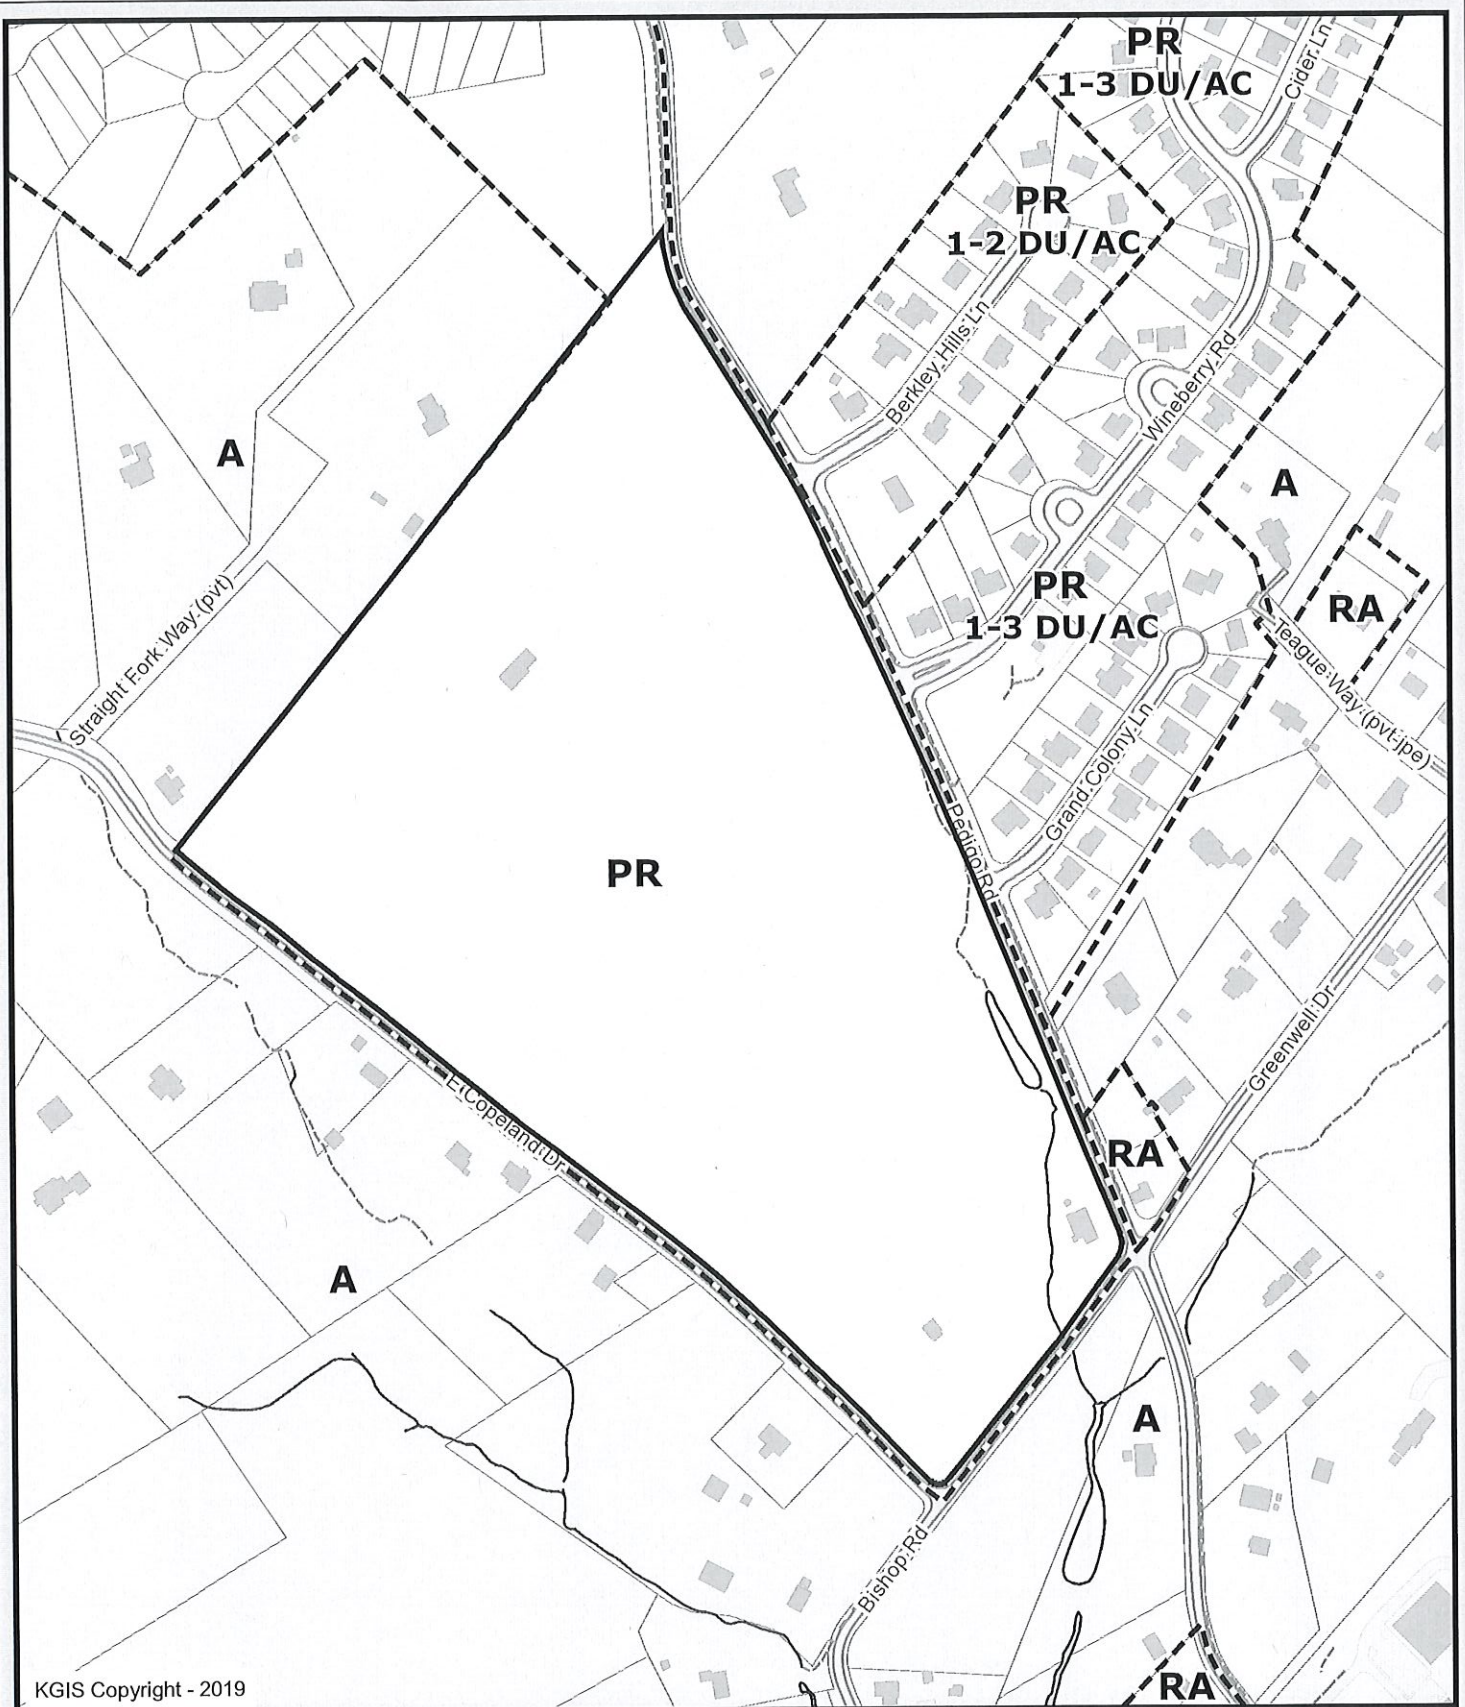 PR
1-3 DU/AC
Cider Ln
PR
1-2 DU/AC
Berkley Hills Ln
Wineberry Rd
A
A
RA
PR
1-3 DU/AC
Straight Fork Way (pvt)
Teague Way (pvt-jpe)
Grand Colony Ln
Pedigo Rd
PR
Greenwell Dr
E Copeland Dr
RA
A
A
Bishop Rd
RA
KGIS Copyright - 2019